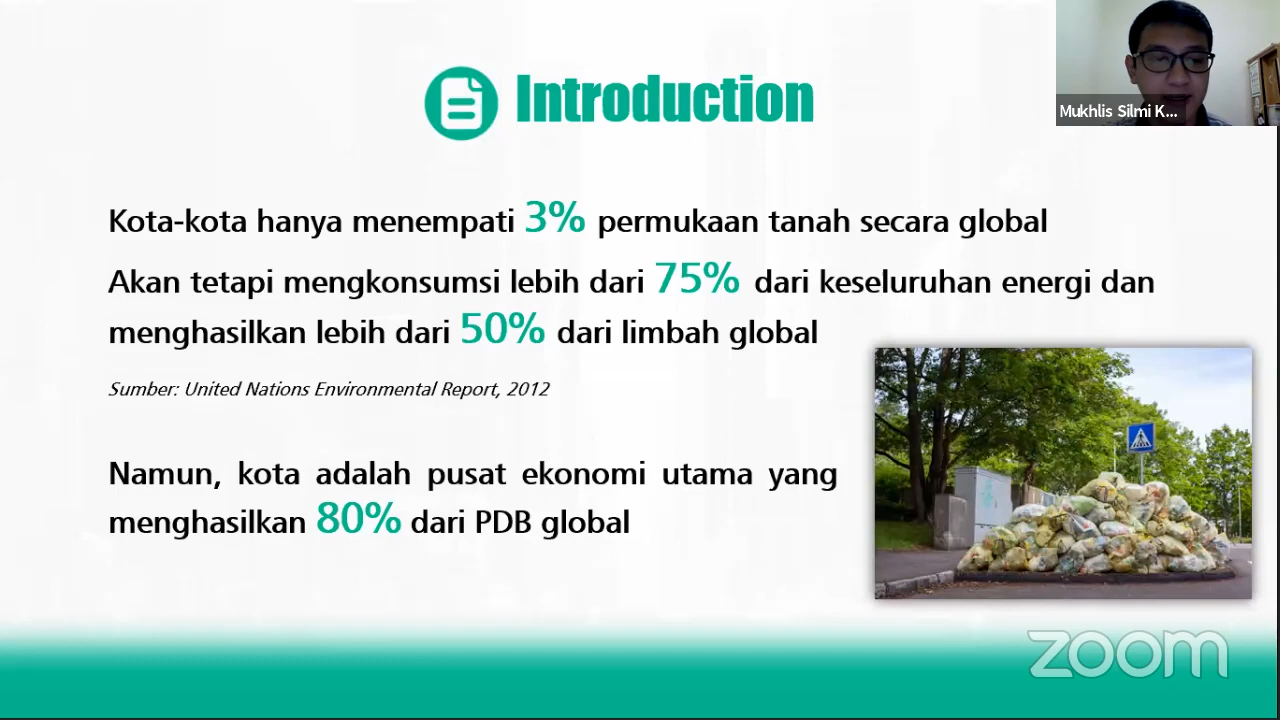 Introduction
Mukhlis Silmi K...
Kota-kota hanya menempati 3% permukaan tanah secara global
Akan tetapi mengkonsumsi lebih dari 75% dari keseluruhan energi dan
menghasilkan lebih dari 50% dari limbah global
Sumber: United Nations Environmental Report, 2012
Namun, kota adalah pusat ekonomi utama yang
menghasilkan 80% dari PDB global
zoom